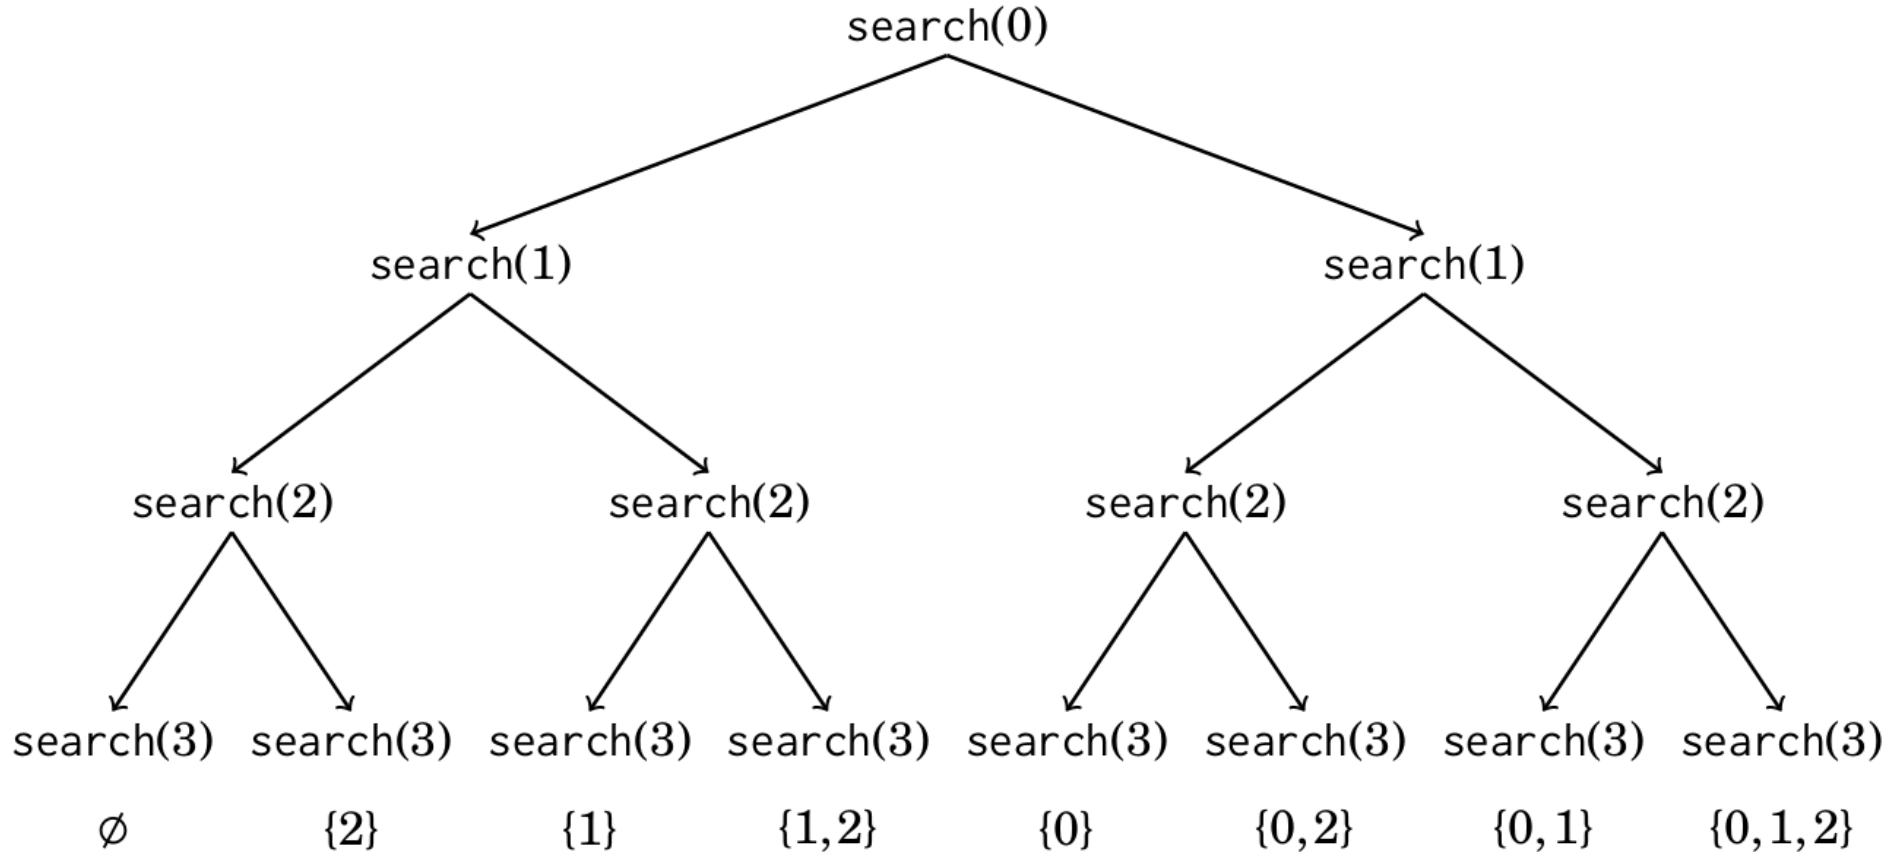 search(0)
search(1) search(1)
search(2) search(2) search(2) search(2)
search(3) search(3) search(3) search(3) search(3) search(3) search(3) search(3)
∅ {2} {1} {1,2} {0} {0,2} {0,1} {0,1,2}